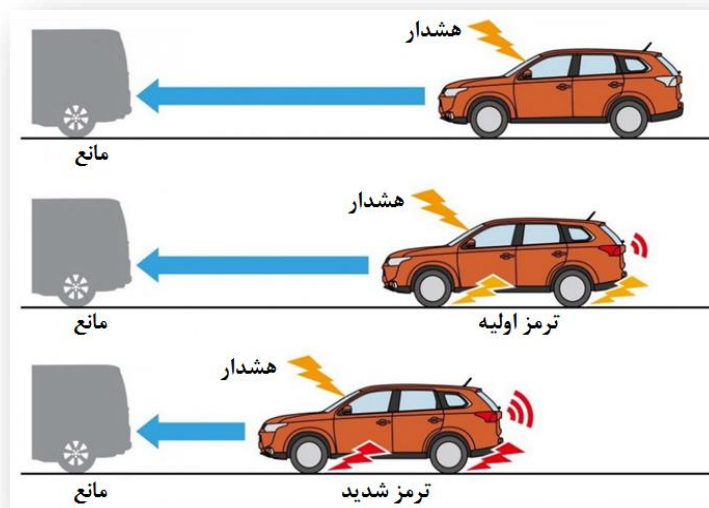 هشدار
مانع
هشدار
ترمز اولیه
مانع
هشدار
ترمز شدید
مانع